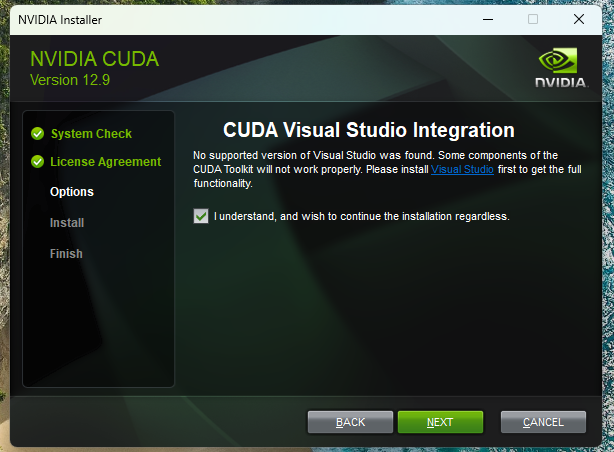 NVIDIA Installer
NVIDIA CUDA
Version 12.9
NVIDIA.
System Check
License Agreement
Options
Install
Finish
CUDA Visual Studio Integration
No supported version of Visual Studio was found. Some components of the
CUDA Toolkit will not work properly. Please install Visual Studio first to get the full
functionality.
I understand, and wish to continue the installation regardless.
BACK
NEXT
CANCEL